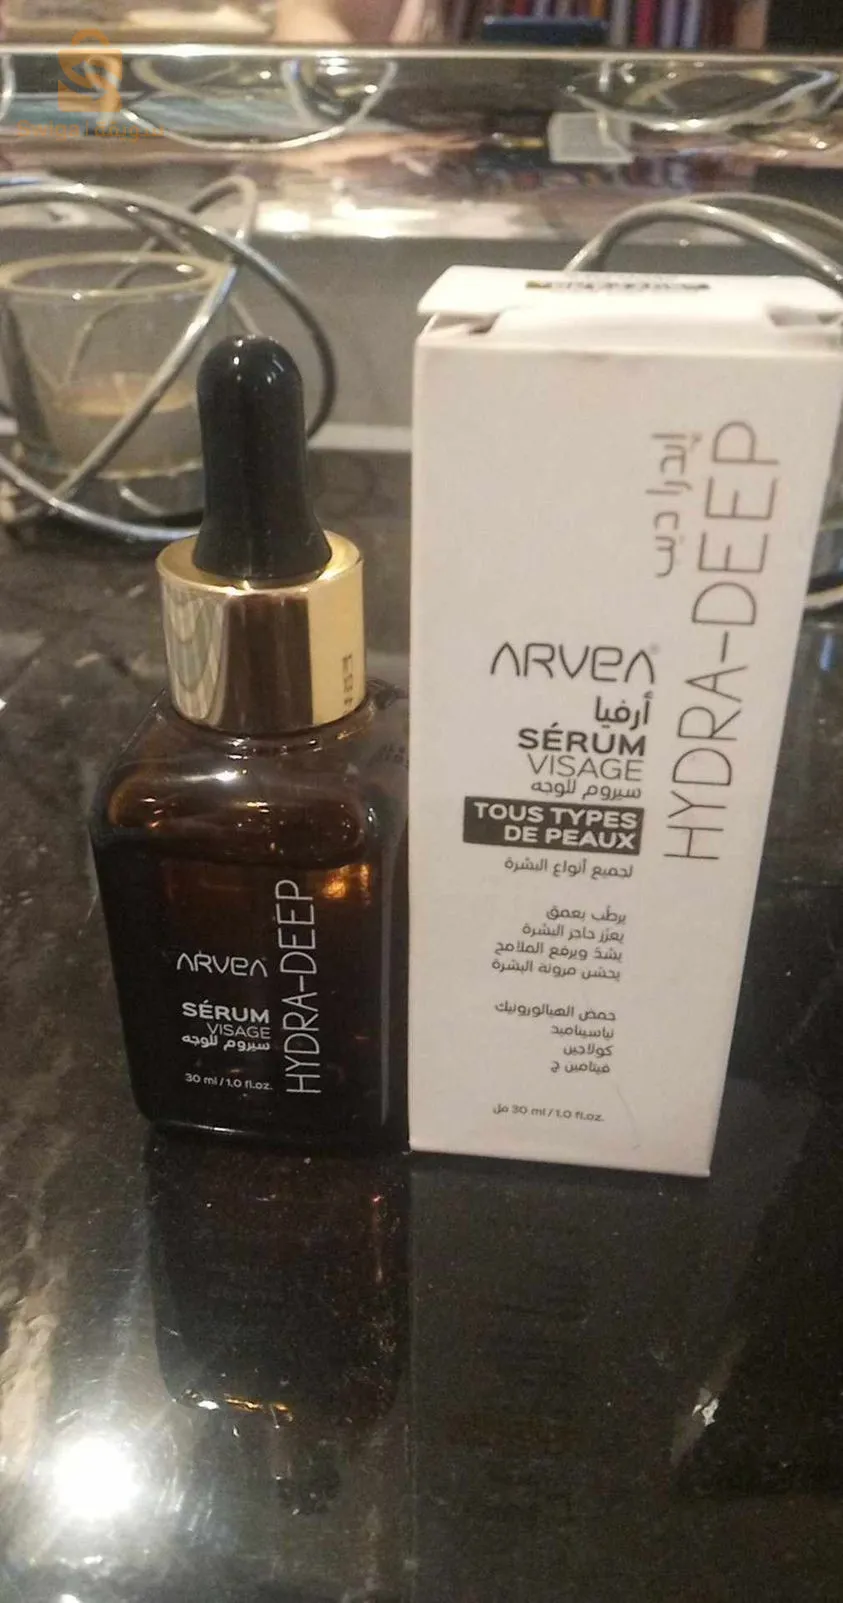 ARVEA
SÉRUM
VISAGE
سيروم للوجه
30 ml / 1.0 fl.oz.
HYDRA-DEEP
إيدرا ديب
HYDRA-DEEP
ARVEA®
أرفيا
SÉRUM
VISAGE
سيروم للوجه
TOUS TYPES
DE PEAUX
لجميع أنواع البشرة
يرطب بعمق
يعزز حاجز البشرة
يشد ويرفع الملامح
يحسن مرونة البشرة
حمض الهيالورونيك
نياسيناميد
كولاجين
فيتامين ج
30 ml / 1.0 fl.oz. مل